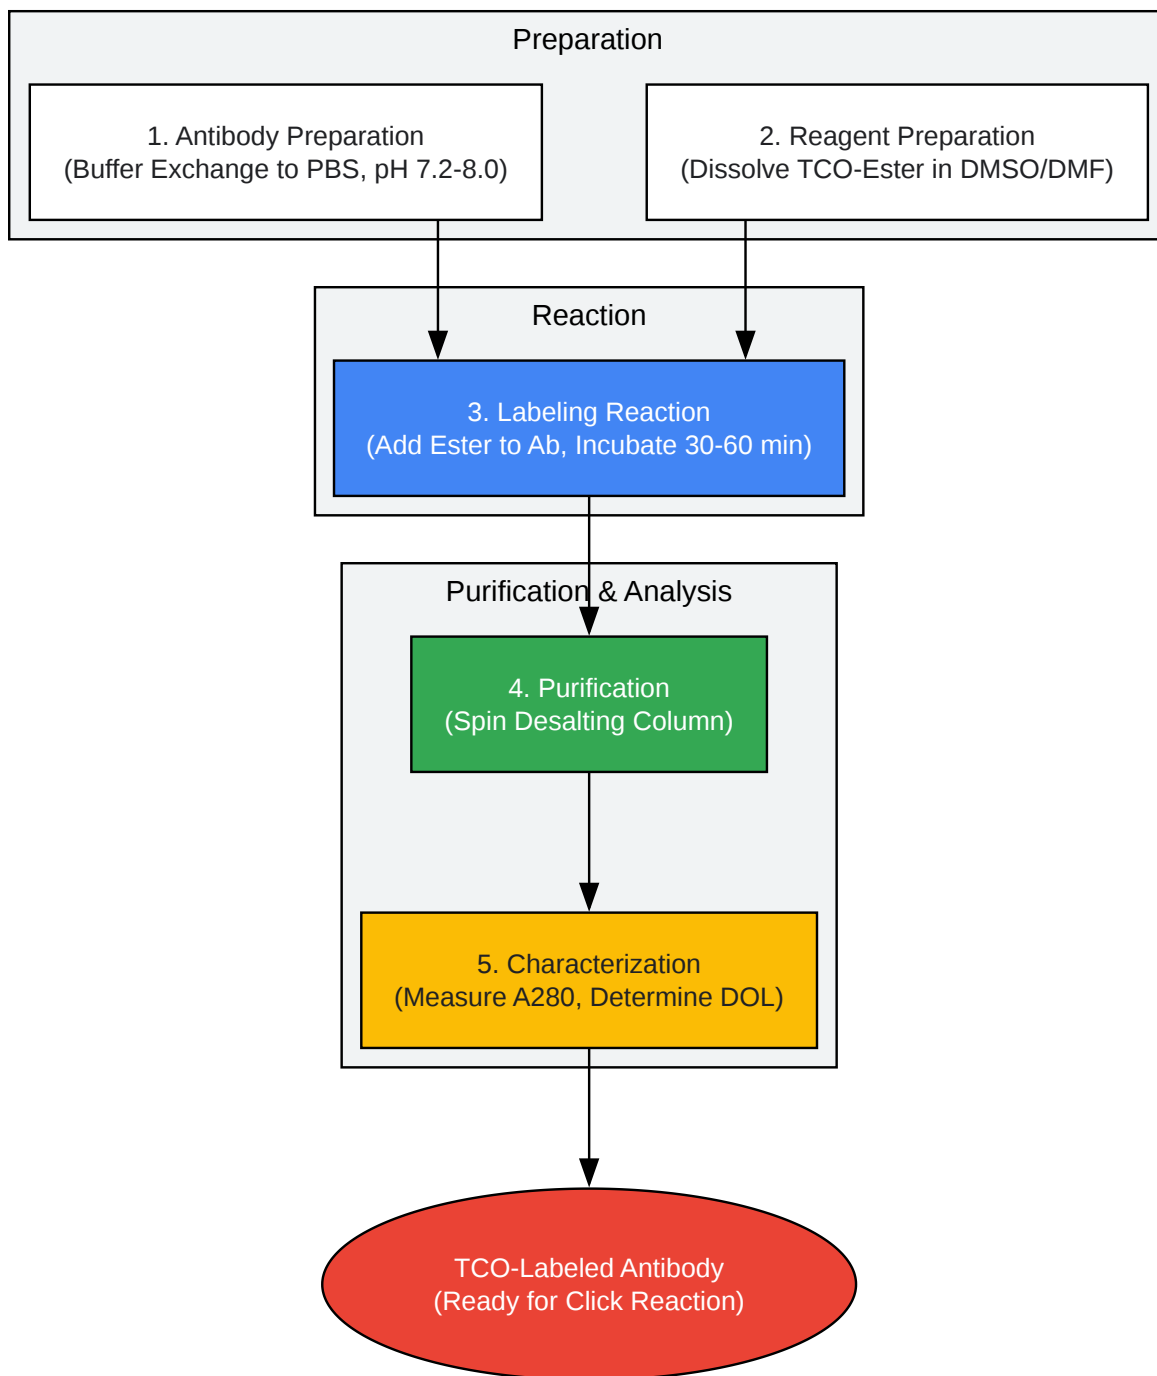 Preparation
1. Antibody Preparation
(Buffer Exchange to PBS, pH 7.2-8.0)
2. Reagent Preparation
(Dissolve TCO-Ester in DMSO/DMF)
Reaction
3. Labeling Reaction
(Add Ester to Ab, Incubate 30-60 min)
Purification & Analysis
4. Purification
(Spin Desalting Column)
5. Characterization
(Measure A280, Determine DOL)
TCO-Labeled Antibody
(Ready for Click Reaction)